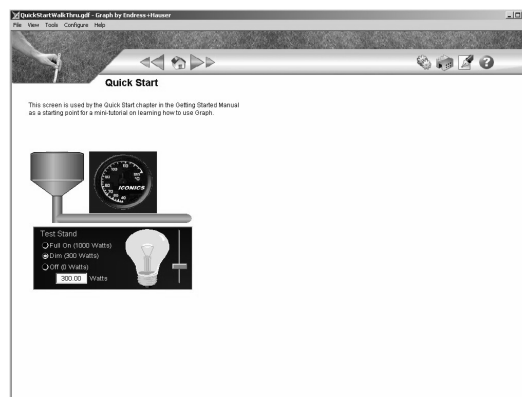 QuickStartWalkThru.gdf - Graph by Endress+Hauser
File View Tools Configure Help
Quick Start
This screen is used by the Quick Start chapter in the Getting Started Manual
as a starting point for a mini-tutorial on learning how to use Graph.
ICONICS
Test Stand
Full On (1000 Watts)
Dim (300 Watts)
Off (0 Watts)
300.00 Watts